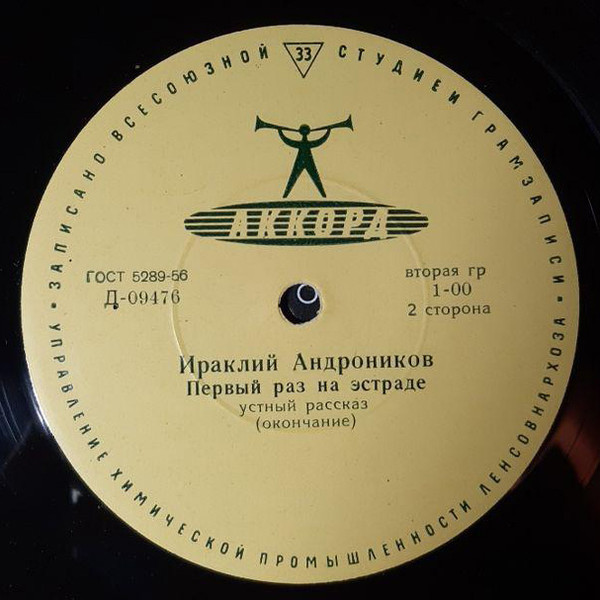 ЗАПИСАНО ВСЕСОЮЗНОЙ 33 СТУДИЕЙ ГРАМЗАПИСИ
АККОРД
ГОСТ 5289-56
Д-09476
вторая гр
1-00
2 сторона
Ираклий Андроников
Первый раз на эстраде
устный рассказ
(окончание)
УПРАВЛЕНИЕ ХИМИЧЕСКОЙ ПРОМЫШЛЕННОСТИ ЛЕНСОВНАРХОЗА